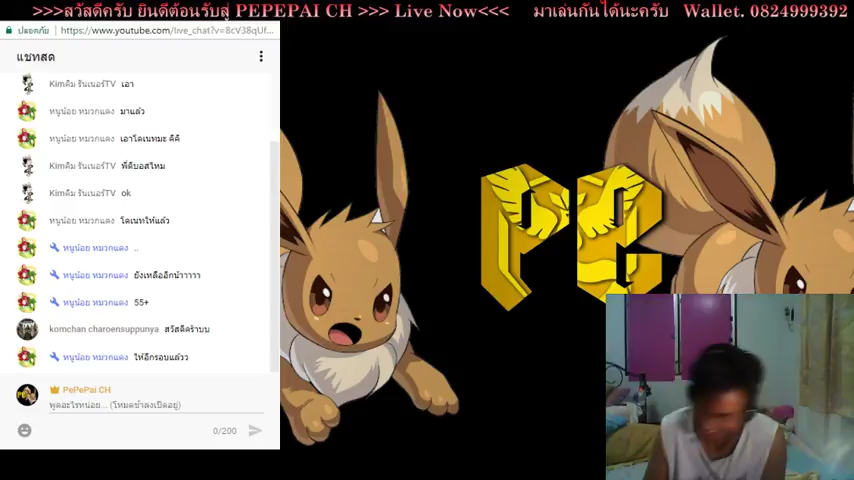 >>>สวัสดีครับ ยินดีต้อนรับสู่ PEPEPAI CH >>> Live Now<<< มาเล่นกันได้นะครับ Wallet. 0824999392
ปลอดภัย https://www.youtube.com/live_chat?v=8cV38qUf...
แชทสด
Kimคิม รันเนอร์TV เอา
หนูน้อย หมวกแดง มาแล้ว
หนูน้อย หมวกแดง เอาโดเนทมะ คิคิ
Kimคิม รันเนอร์TV พี่ตีบอสไหม
Kimคิม รันเนอร์TV ok
หนูน้อย หมวกแดง โดเนทให้แล้ว
หนูน้อย หมวกแดง ..
หนูน้อย หมวกแดง ยังเหลืออีกน้าาาาา
หนูน้อย หมวกแดง 55+
komchan charoensuppunya สวัสดีคร้าบบ
หนูน้อย หมวกแดง ให้อีกรอบแล้วว
PePePai CH
พูดอะไรหน่อย... (โหมดช้าลงเปิดอยู่)
0/200
PE